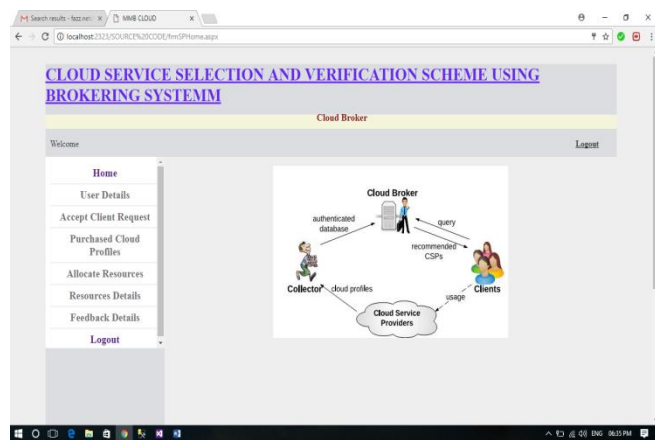 Search results - fazz.net
MMB CLOUD
localhost:2323/SOURCE%20CODE/frmSPHome.aspx
CLOUD SERVICE SELECTION AND VERIFICATION SCHEME USING
BROKERING SYSTEMM
Cloud Broker
Welcome
Logout
Home
User Details
Accept Client Request
Purchased Cloud
Profiles
Allocate Resources
Resources Details
Feedback Details
Logout
Cloud Broker
authenticated
database
query
recommended
CSPs
Collector
cloud profiles
usage
Clients
Cloud Service
Providers
ENG
06:35 PM